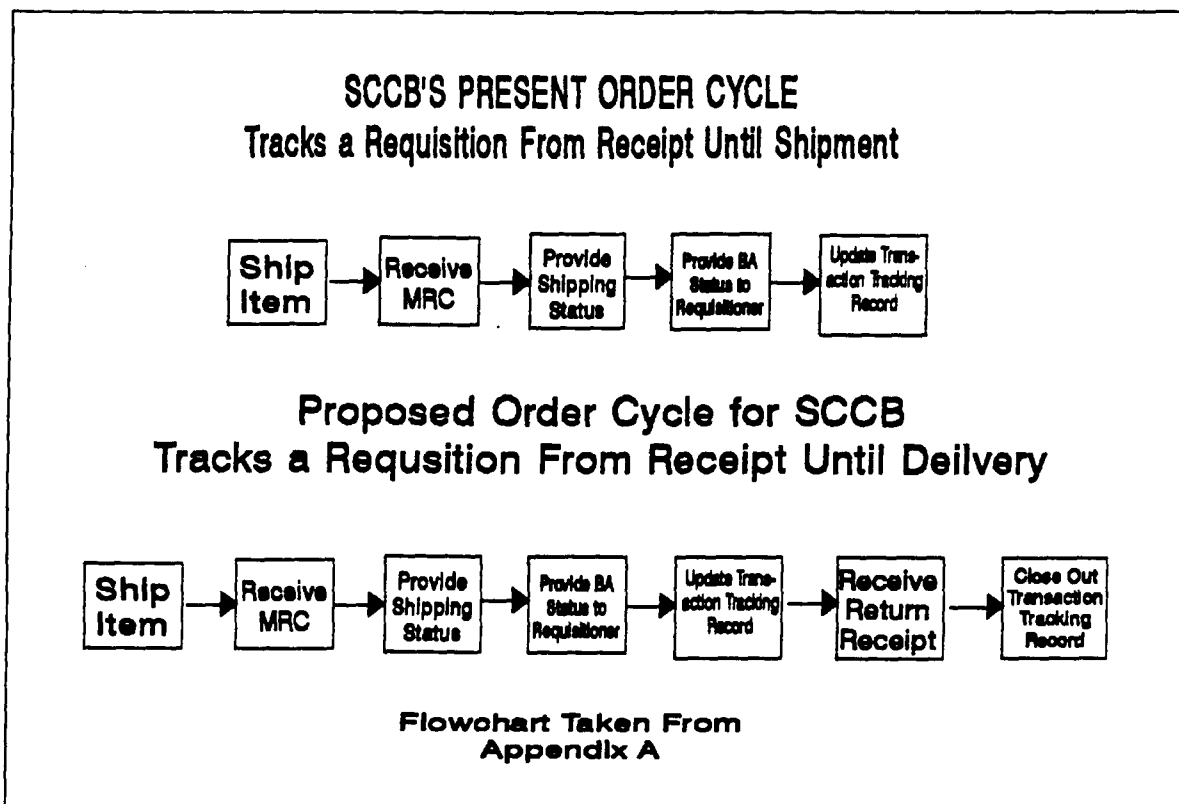 SCCB'S PRESENT ORDER CYCLE
Tracks a Requisition From Receipt Until Shipment
Ship
Item
Receive
MRC
Provide
Shipping
Status
Provide BA
Status to
Requisitioner
Update Trans-
action Tracking
Record
Proposed Order Cycle for SCCB
Tracks a Requsition From Receipt Until Deilvery
Ship
Item
Receive
MRC
Provide
Shipping
Status
Provide BA
Status to
Requisitioner
Update Trans-
action Tracking
Record
Receive
Return
Receipt
Close Out
Transaction
Tracking
Record
Flowchart Taken From
Appendix A